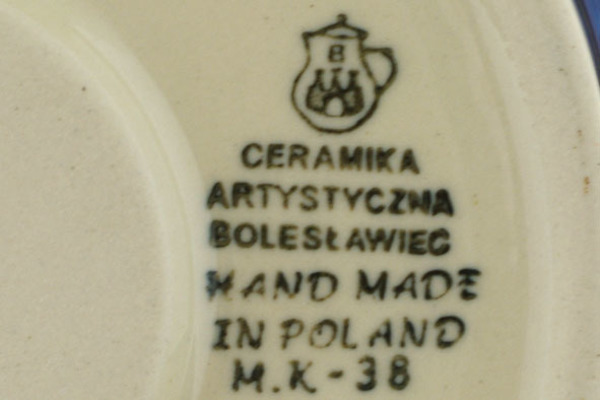 B
CERAMIKA
ARTYSTYCZNA
BOLESŁAWIEC
HAND MADE
IN POLAND
M.K-38